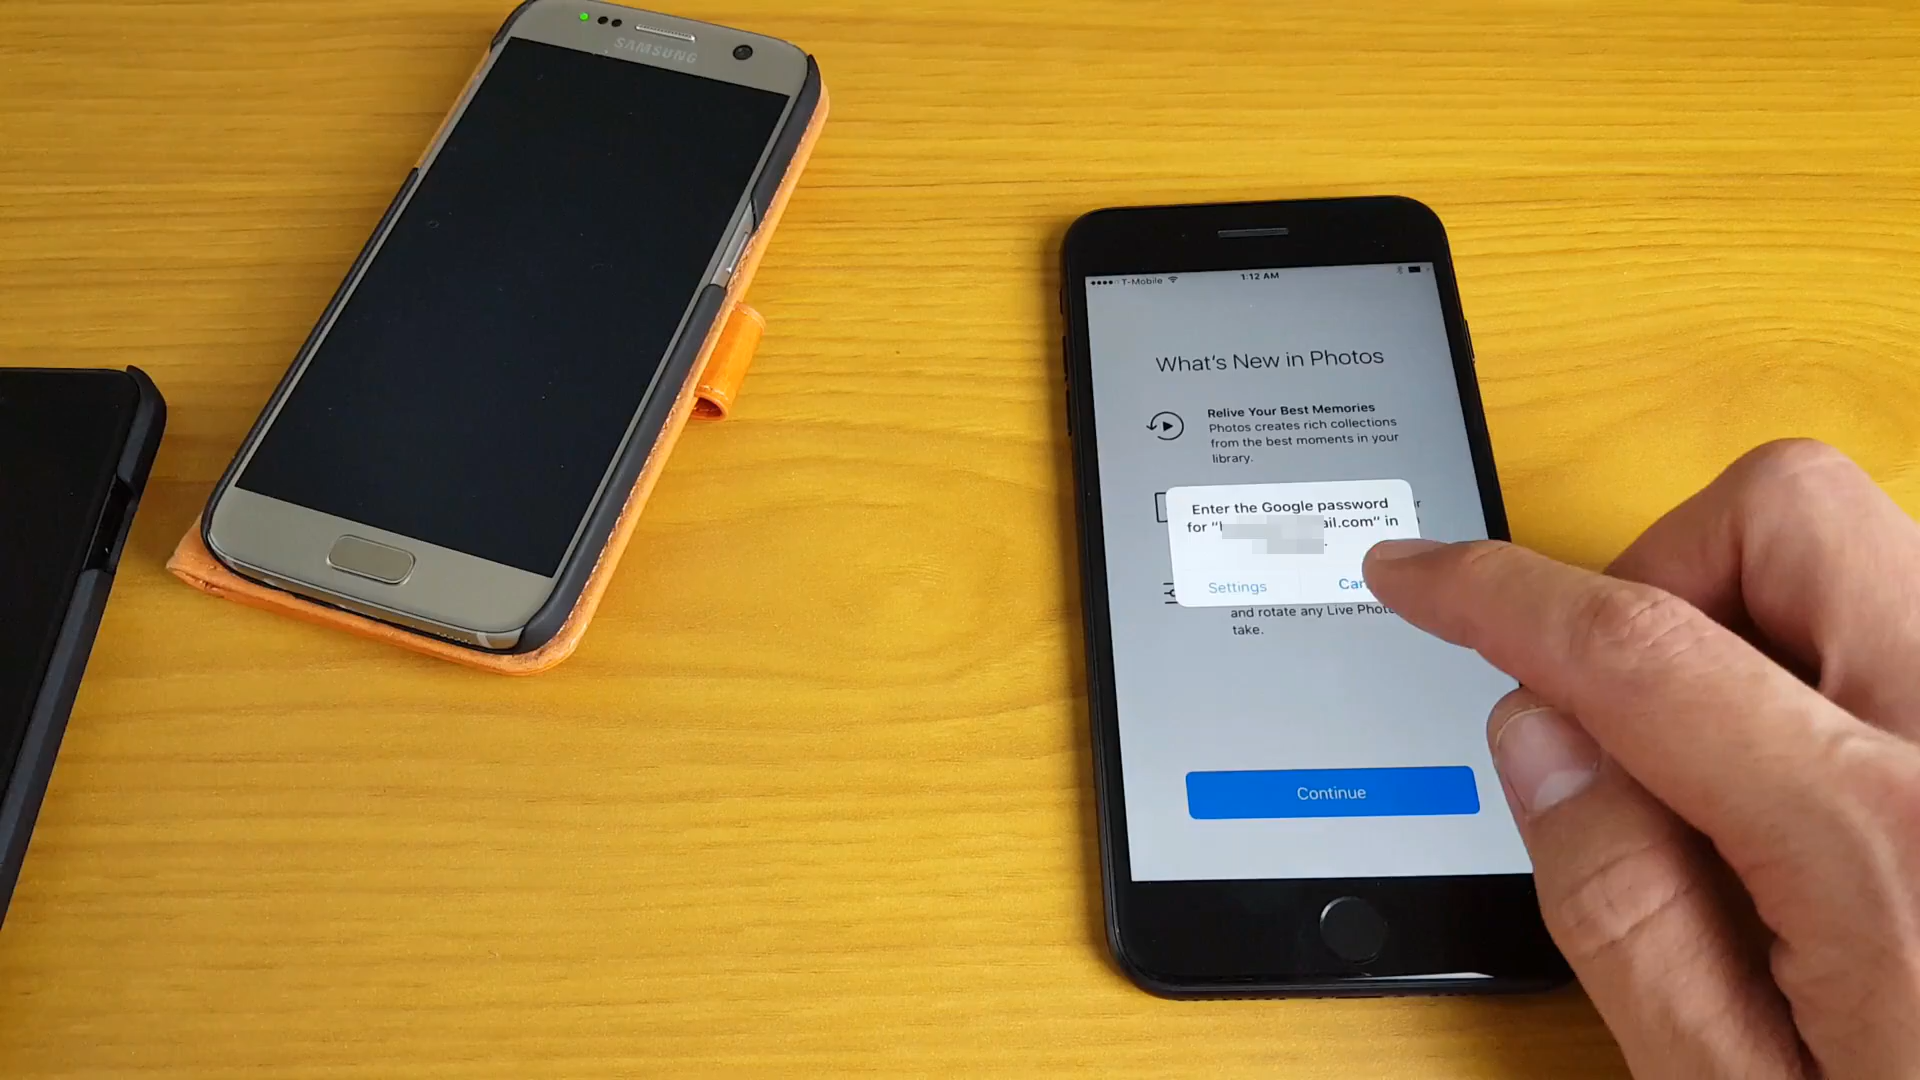 SAMSUNG
T-Mobile
1:12 AM
What's New in Photos
Relive Your Best Memories
Photos creates rich collections
from the best moments in your
library.
Enter the Google password
for "l ail.com" in
.
Settings
Can
and rotate any Live Photo
take.
Continue